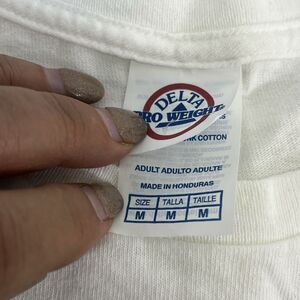 DELTA
PRO WEIGHT
COTTON
ADULT ADULTO ADULTE
MADE IN HONDURAS
SIZE TALLA TAILLE
M M M